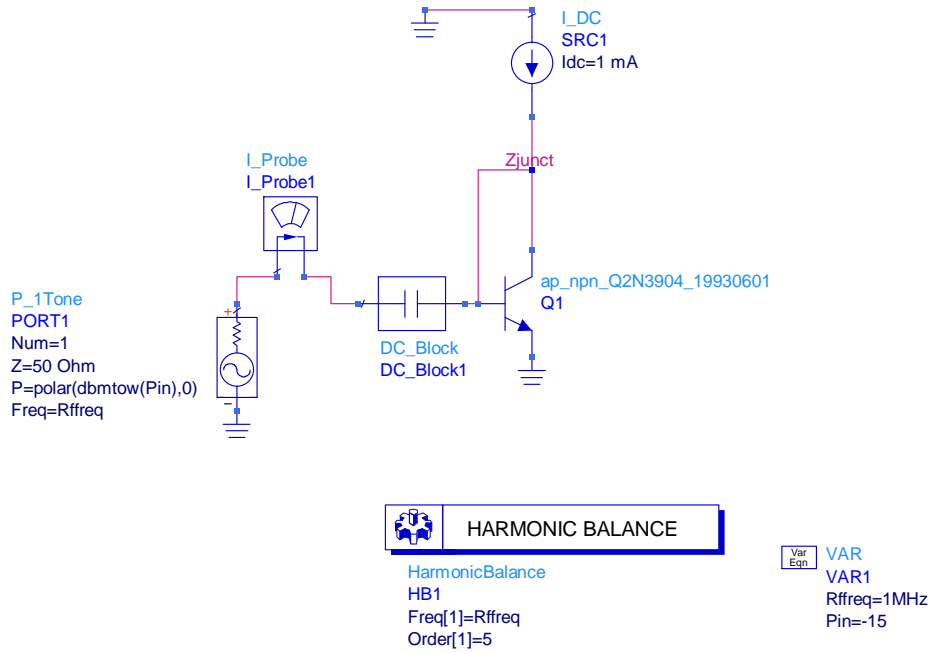 I_DC
SRC1
Idc=1 mA
Zjunct
I_Probe
I_Probe1
ap_npn_Q2N3904_19930601
Q1
P_1Tone
PORT1
Num=1
Z=50 Ohm
P=polar(dbmtow(Pin),0)
Freq=Rffreq
+
−
DC_Block
DC_Block1
HARMONIC BALANCE
HarmonicBalance
HB1
Freq[1]=Rffreq
Order[1]=5
Var
Eqn
VAR
VAR1
Rffreq=1MHz
Pin=-15